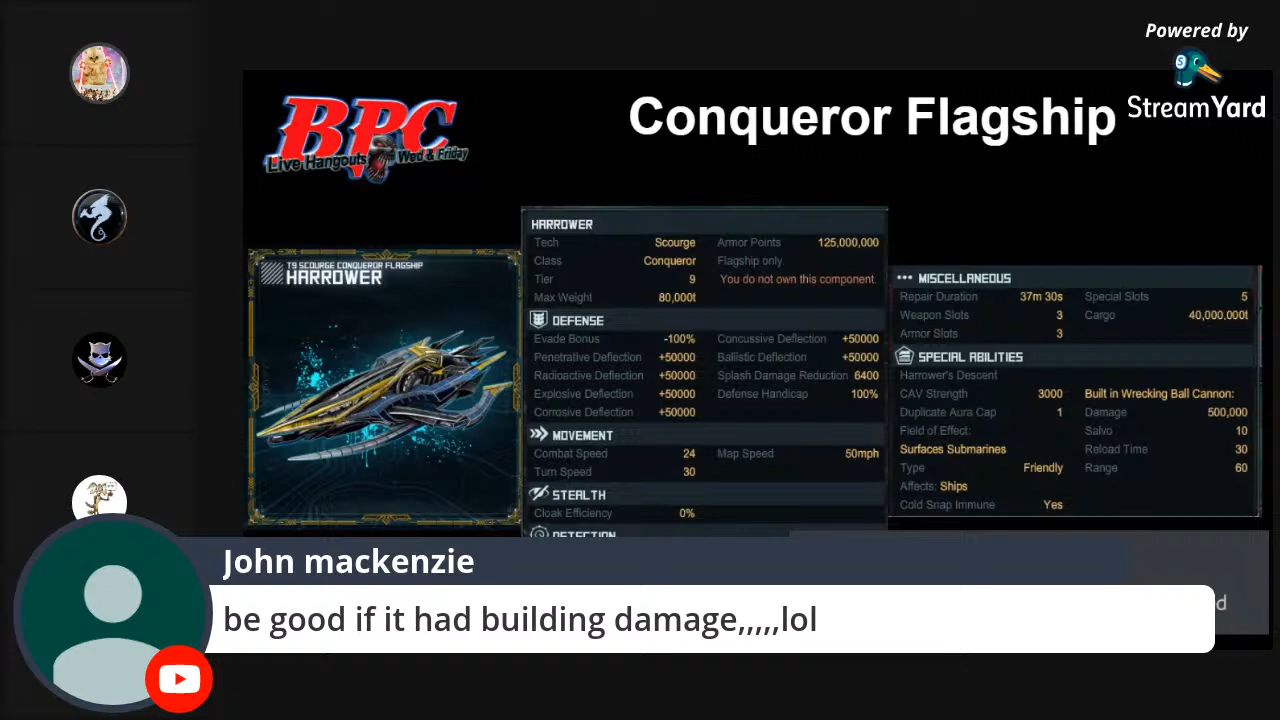 Powered by
StreamYard
BPC
Live Hangouts Wed & Friday
Conqueror Flagship
T9 SCOURGE CONQUEROR FLAGSHIP
HARROWER
HARROWER
Tech Scourge Armor Points 125,000,000
Class Conqueror Flagship only.
Tier 9 You do not own this component.
Max Weight 80,000t
DEFENSE
Evade Bonus -100% Concussive Deflection +50000
Penetrative Deflection +50000 Ballistic Deflection +50000
Radioactive Deflection +50000 Splash Damage Reduction 6400
Explosive Deflection +50000 Defense Handicap 100%
Corrosive Deflection +50000
MOVEMENT
Combat Speed 24 Map Speed 50mph
Turn Speed 30
STEALTH
Cloak Efficiency 0%
DETECTION
MISCELLANEOUS
Repair Duration 37m 30s Special Slots 5
Weapon Slots 3 Cargo 40,000,000t
Armor Slots 3
SPECIAL ABILITIES
Harrower's Descent
CAV Strength 3000 Built in Wrecking Ball Cannon:
Duplicate Aura Cap 1 Damage 500,000
Field of Effect: Salvo 10
Surfaces Submarines Reload Time 30
Type Friendly Range 60
Affects: Ships
Cold Snap Immune Yes
John mackenzie
be good if it had building damage,,,,,lol